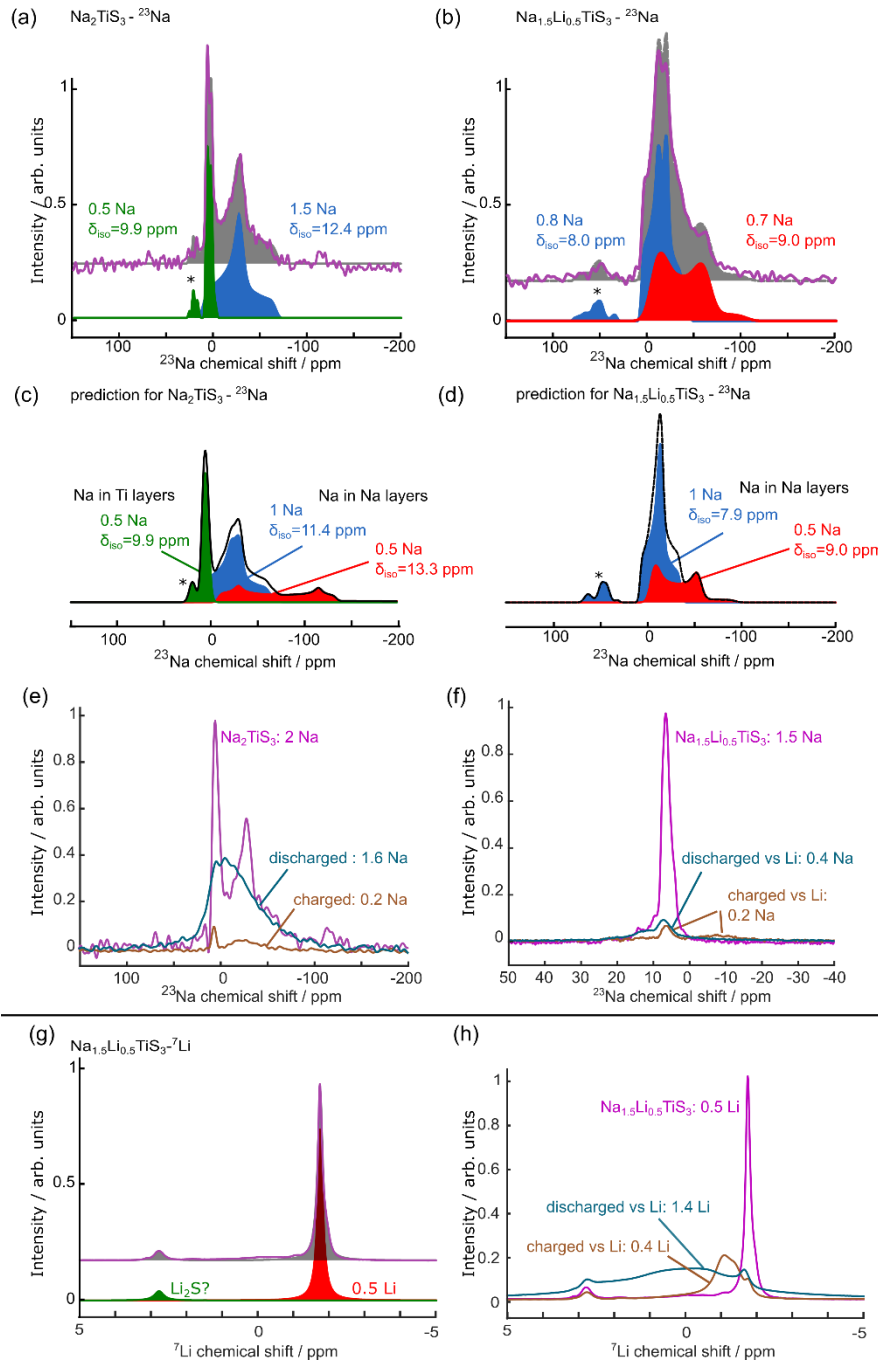 (a)
Na₂TiS₃ - ²³Na
Intensity / arb. units
1
0.5
0
0.5 Na
δiso=9.9 ppm
1.5 Na
δiso=12.4 ppm
*
100
0
-100
-200
²³Na chemical shift / ppm
(b)
Na₁.₅Li₀.₅TiS₃ - ²³Na
Intensity / arb. units
1
0.5
0
0.8 Na
δiso=8.0 ppm
0.7 Na
δiso=9.0 ppm
*
100
0
-100
-200
²³Na chemical shift / ppm
(c)
prediction for Na₂TiS₃ - ²³Na
Na in Ti layers
0.5 Na
δiso=9.9 ppm
Na in Na layers
1 Na
δiso=11.4 ppm
0.5 Na
δiso=13.3 ppm
*
100
0
-100
-200
²³Na chemical shift / ppm
(d)
prediction for Na₁.₅Li₀.₅TiS₃ - ²³Na
Na in Na layers
1 Na
δiso=7.9 ppm
0.5 Na
δiso=9.0 ppm
*
100
0
-100
-200
²³Na chemical shift / ppm
(e)
Intensity / arb. units
1
0.8
0.6
0.4
0.2
0
Na₂TiS₃: 2 Na
discharged : 1.6 Na
charged: 0.2 Na
100
0
-100
-200
²³Na chemical shift / ppm
(f)
Intensity / arb. units
1
0.8
0.6
0.4
0.2
0
Na₁.₅Li₀.₅TiS₃: 1.5 Na
discharged vs Li: 0.4 Na
charged vs Li:
0.2 Na
50
40
30
20
10
0
-10
-20
-30
-40
²³Na chemical shift / ppm
(g)
Na₁.₅Li₀.₅TiS₃-⁷Li
Intensity / arb. units
1
0.5
0
Li₂S?
0.5 Li
5
0
-5
⁷Li chemical shift / ppm
(h)
Intensity / arb. units
1
0.8
0.6
0.4
0.2
0
Na₁.₅Li₀.₅TiS₃: 0.5 Li
discharged vs Li: 1.4 Li
charged vs Li: 0.4 Li
5
0
-5
⁷Li chemical shift / ppm